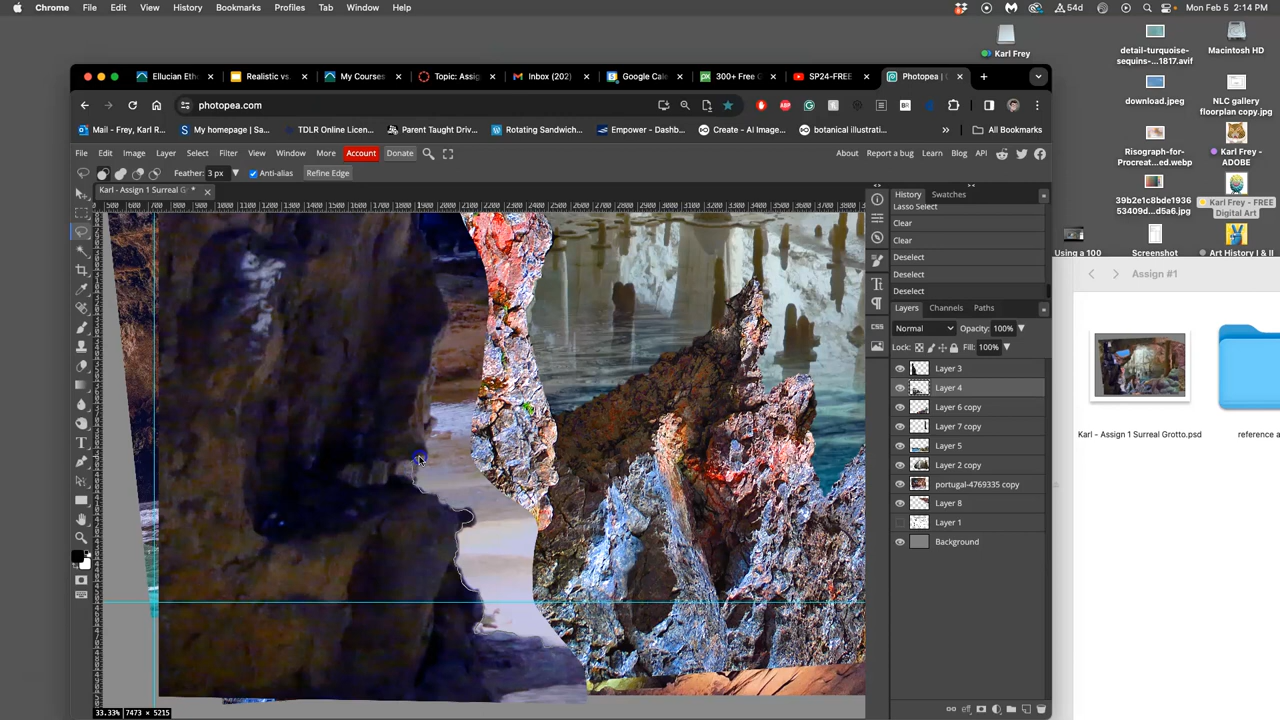 Chrome File Edit View History Bookmarks Profiles Tab Window Help
54d Mon Feb 5 2:14 PM
Karl Frey
Macintosh HD
detail-turquoise-
sequins-...1817.avif
download.jpeg
NLC gallery
floorplan copy.jpg
Risograph-for-
Procreat...ed.webp
Karl Frey -
ADOBE
39b2e1c8bde1936
53409d...d5a6.jpg
Karl Frey - FREE
Digital Art
Using a 100
Screenshot
Art History I & II
Ellucian Eth
Realistic vs.
My Courses
Topic: Assig
Inbox (202)
Google Cale
300+ Free G
SP24-FREE
Photopea |
photopea.com
Mail - Frey, Karl R...
My homepage | Sa...
TDLR Online Licen...
Parent Taught Driv...
Rotating Sandwich...
Empower - Dashb...
Create - AI Image...
botanical illustrati...
»
All Bookmarks
File Edit Image Layer Select Filter View Window More Account Donate
About Report a bug Learn Blog API
Feather: 3 px Anti-alias Refine Edge
Karl - Assign 1 Surreal G *
History Swatches
Lasso Select
Clear
Clear
Deselect
Deselect
Deselect
Layers Channels Paths
Normal Opacity: 100%
Lock: Fill: 100%
CSS
Layer 3
Layer 4
Layer 6 copy
Layer 7 copy
Layer 5
Layer 2 copy
portugal-4769335 copy
Layer 8
Layer 1
Background
33.33% 7473 × 5215
Assign #1
Karl - Assign 1 Surreal Grotto.psd
reference a